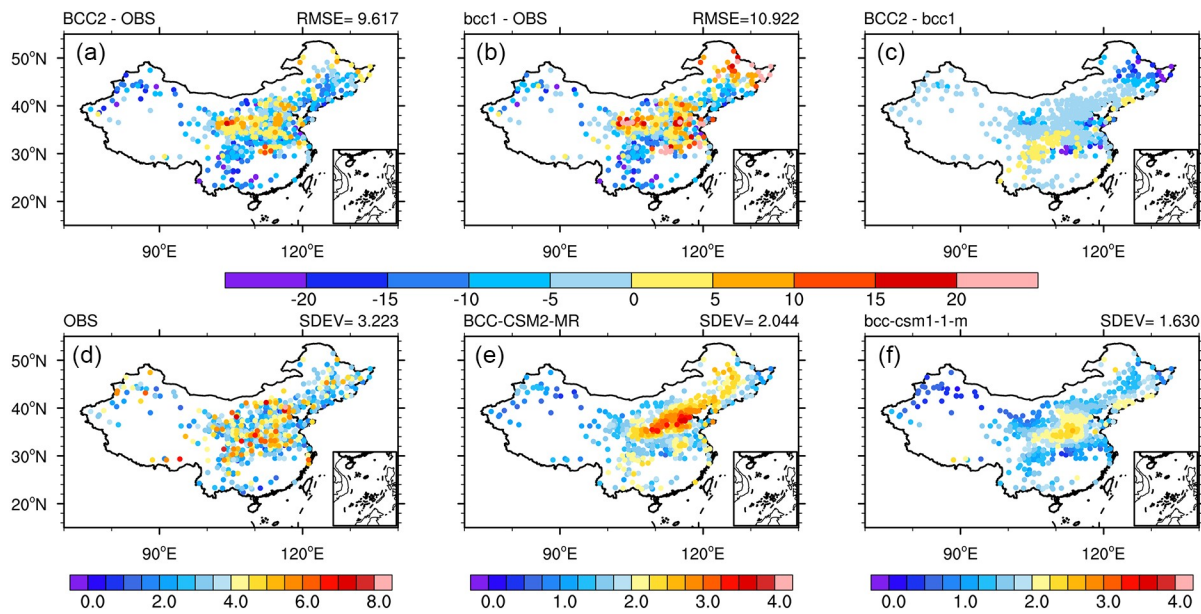 BCC2 - OBS RMSE= 9.617 bcc1 - OBS RMSE=10.922 BCC2 - bcc1
(a) (b) (c)
50°N
40°N
30°N
20°N
90°E 120°E 90°E 120°E 90°E 120°E
-20 -15 -10 -5 0 5 10 15 20
OBS SDEV= 3.223 BCC-CSM2-MR SDEV= 2.044 bcc-csm1-1-m SDEV= 1.630
(d) (e) (f)
50°N
40°N
30°N
20°N
90°E 120°E 90°E 120°E 90°E 120°E
0.0 2.0 4.0 6.0 8.0 0.0 1.0 2.0 3.0 4.0 0.0 1.0 2.0 3.0 4.0